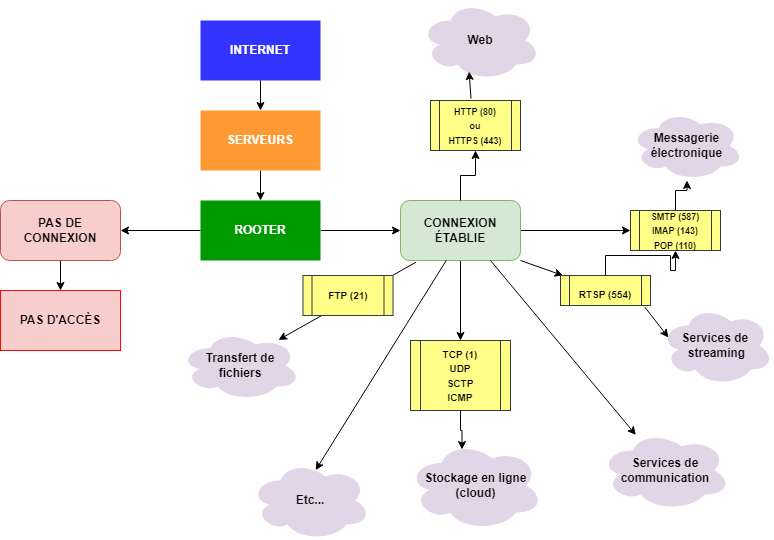 INTERNET
Web
HTTP (80)
ou
HTTPS (443)
SERVEURS
Messagerie
électronique
PAS DE
CONNEXION
ROOTER
CONNEXION
ÉTABLIE
SMTP (587)
IMAP (143)
POP (110)
FTP (21)
RTSP (554)
PAS D'ACCÈS
Transfert de
fichiers
TCP (1)
UDP
SCTP
ICMP
Services de
streaming
Etc...
Stockage en ligne
(cloud)
Services de
communication